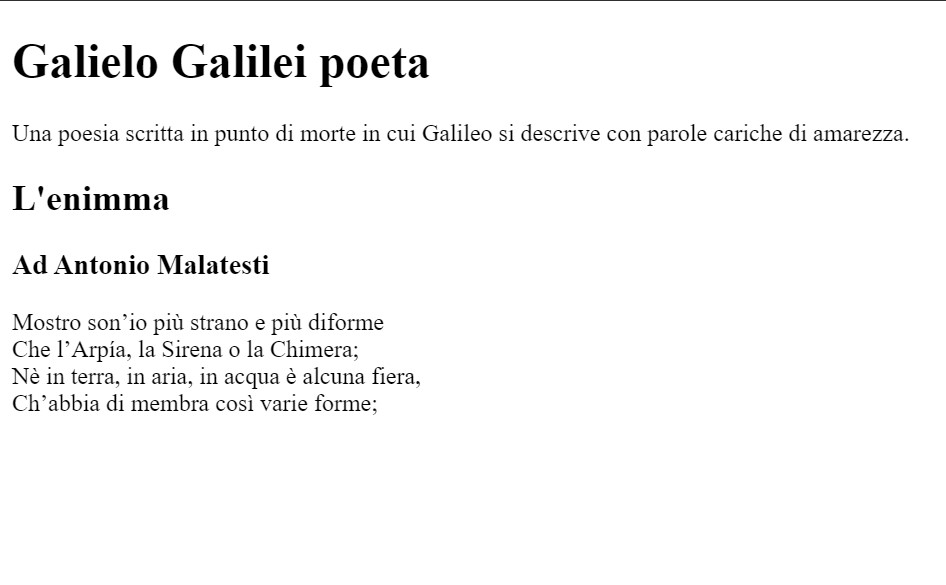 Galielo Galilei poeta
Una poesia scritta in punto di morte in cui Galileo si descrive con parole cariche di amarezza.
L'enimma
Ad Antonio Malatesti
Mostro son’io più strano e più diforme
Che l’Arpía, la Sirena o la Chimera;
Nè in terra, in aria, in acqua è alcuna fiera,
Ch’abbia di membra così varie forme;